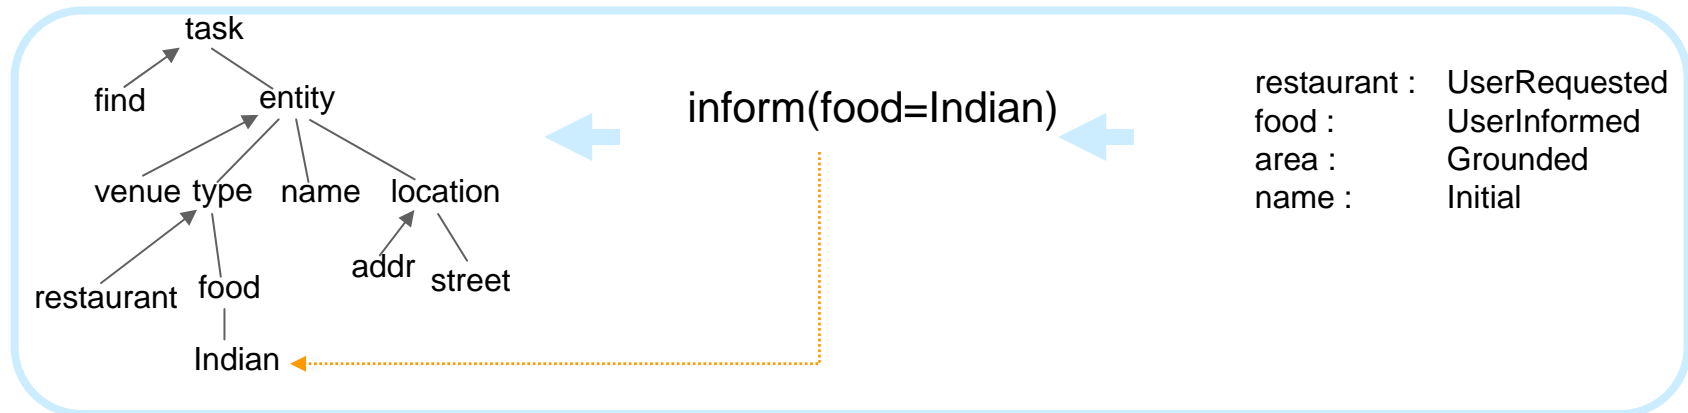 task
find
entity
venue type name location
restaurant food addr street
Indian
inform(food=Indian)
restaurant : UserRequested
food : UserInformed
area : Grounded
name : Initial